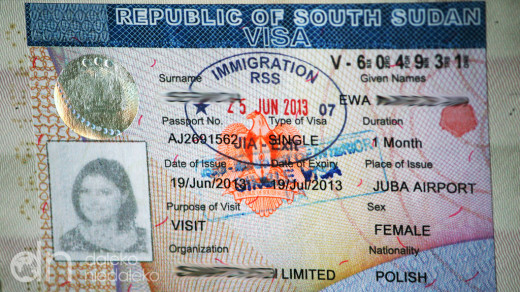 REPUBLIC OF SOUTH SUDAN
VISA
V - 6 0 4 9 3 1
Surname
Given Names
IMMIGRATION
RSS
25 JUN 2013 07
EWA
Passport No.
Type of Visa
Duration
AJ2691562
SINGLE
1 Month
JIA - EXIT
Date of Issue
Date of Expiry
Place of Issue
19/Jun/2013
19/Jul/2013
JUBA AIRPORT
Purpose of Visit
Sex
VISIT
FEMALE
Organization
Nationality
LIMITED
POLISH
dn
daleko
niedaleko